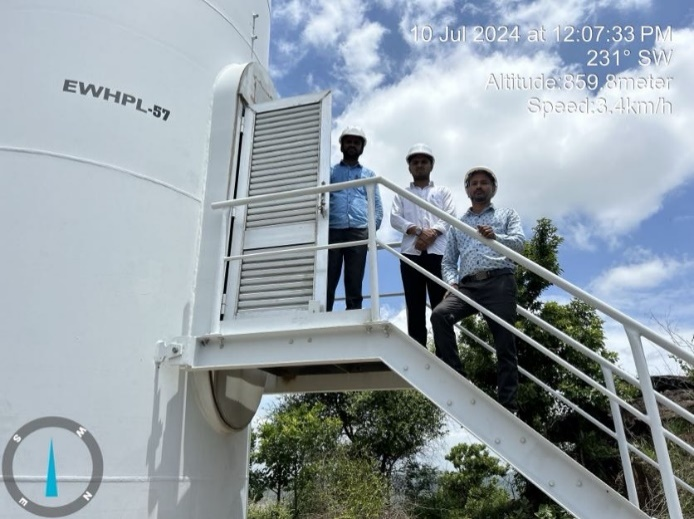 10 Jul 2024 at 12:07:33 PM
231° SW
Altitude:859.8meter
Speed:3.4km/h
EWHPL-57
S
W
E
N